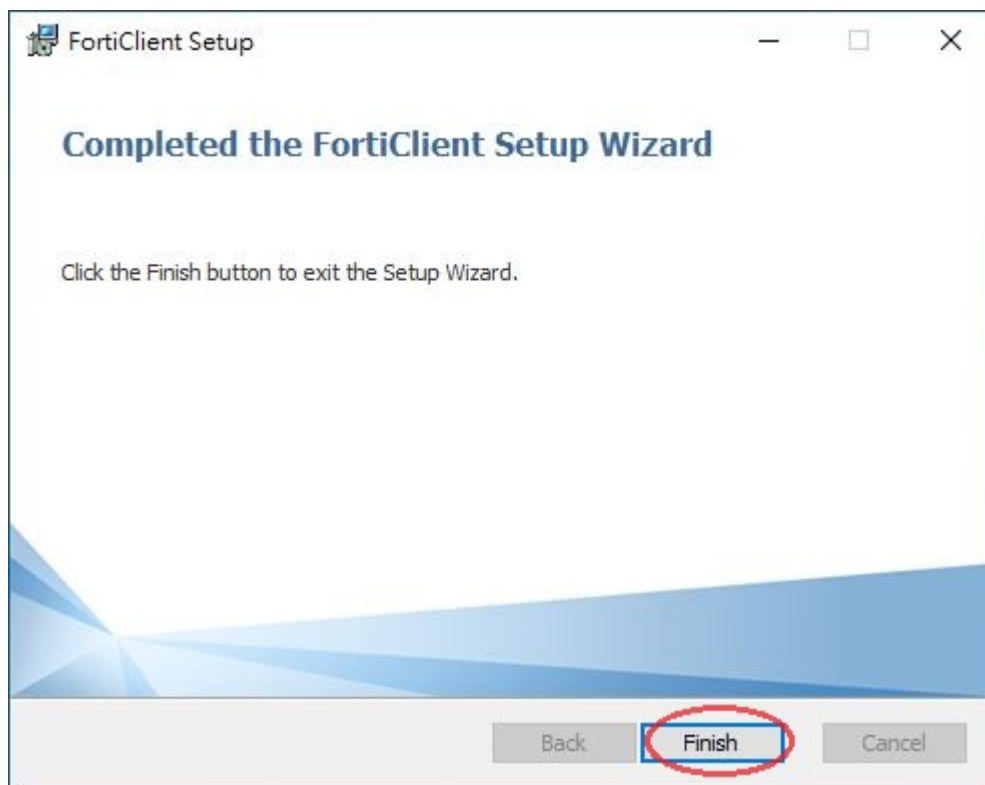 FortiClient Setup
Completed the FortiClient Setup Wizard
Click the Finish button to exit the Setup Wizard.
Back Finish Cancel